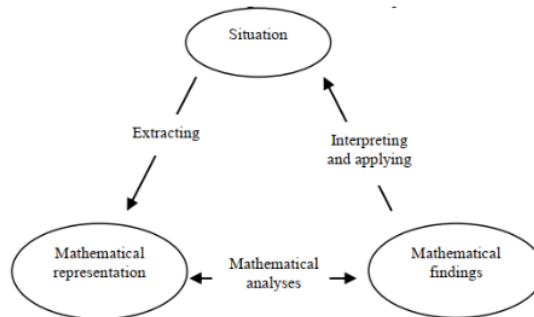 Situation
Extracting
Interpreting
and applying
Mathematical
representation
Mathematical
analyses
Mathematical
findings